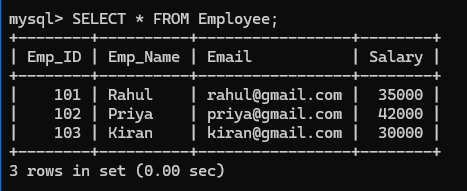 mysql> SELECT * FROM Employee;
+--------+----------+-----------------+--------+
| Emp_ID | Emp_Name | Email           | Salary |
+--------+----------+-----------------+--------+
|    101 | Rahul    | rahul@gmail.com |  35000 |
|    102 | Priya    | priya@gmail.com |  42000 |
|    103 | Kiran    | kiran@gmail.com |  30000 |
+--------+----------+-----------------+--------+
3 rows in set (0.00 sec)